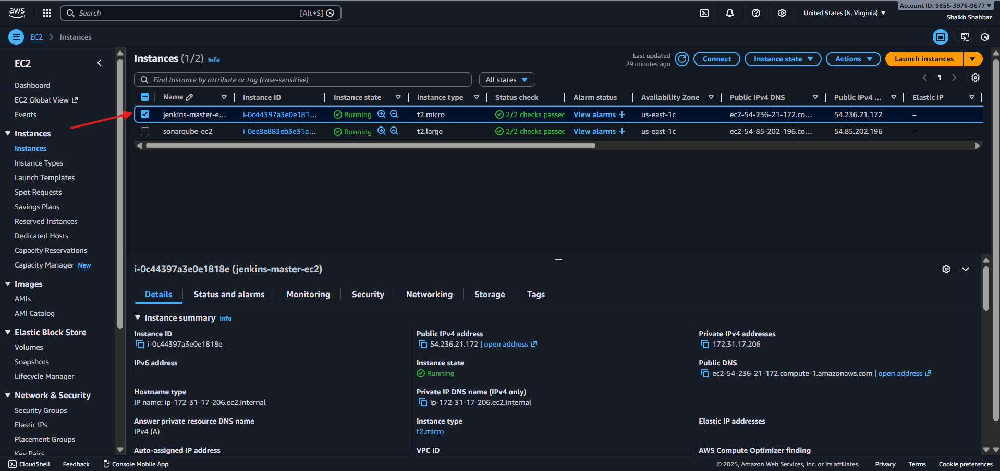 aws
Search [Alt+S]
United States (N. Virginia)
Account ID: 9855-3976-9677
Shaikh Shahbaz
EC2 Instances
EC2
Dashboard
EC2 Global View
Events
Instances
Instances
Instance Types
Launch Templates
Spot Requests
Savings Plans
Reserved Instances
Dedicated Hosts
Capacity Reservations
Capacity Manager New
Images
AMIs
AMI Catalog
Elastic Block Store
Volumes
Snapshots
Lifecycle Manager
Network & Security
Security Groups
Elastic IPs
Placement Groups
Key Pairs
Instances (1/2) Info
Last updated
29 minutes ago
Connect Instance state Actions Launch instances
Find Instance by attribute or tag (case-sensitive) All states 1
Name Instance ID Instance state Instance type Status check Alarm status Availability Zone Public IPv4 DNS Public IPv4 ... Elastic IP
jenkins-master-e... i-0c44397a3e0e181... Running t2.micro 2/2 checks passec View alarms + us-east-1c ec2-54-236-21-172.co... 54.236.21.172 –
sonarqube-ec2 i-0ec8e883eb3e31a... Running t2.large 2/2 checks passec View alarms + us-east-1c ec2-54-85-202-196.co... 54.85.202.196 –
i-0c44397a3e0e1818e (jenkins-master-ec2)
Details Status and alarms Monitoring Security Networking Storage Tags
Instance summary Info
Instance ID
i-0c44397a3e0e1818e
Public IPv4 address
54.236.21.172 | open address
Private IPv4 addresses
172.31.17.206
IPv6 address
–
Instance state
Running
Public DNS
ec2-54-236-21-172.compute-1.amazonaws.com | open address
Hostname type
IP name: ip-172-31-17-206.ec2.internal
Private IP DNS name (IPv4 only)
ip-172-31-17-206.ec2.internal
Answer private resource DNS name
IPv4 (A)
Instance type
t2.micro
Elastic IP addresses
–
Auto-assigned IP address
VPC ID
AWS Compute Optimizer finding
CloudShell Feedback Console Mobile App
© 2025, Amazon Web Services, Inc. or its affiliates. Privacy Terms Cookie preferences